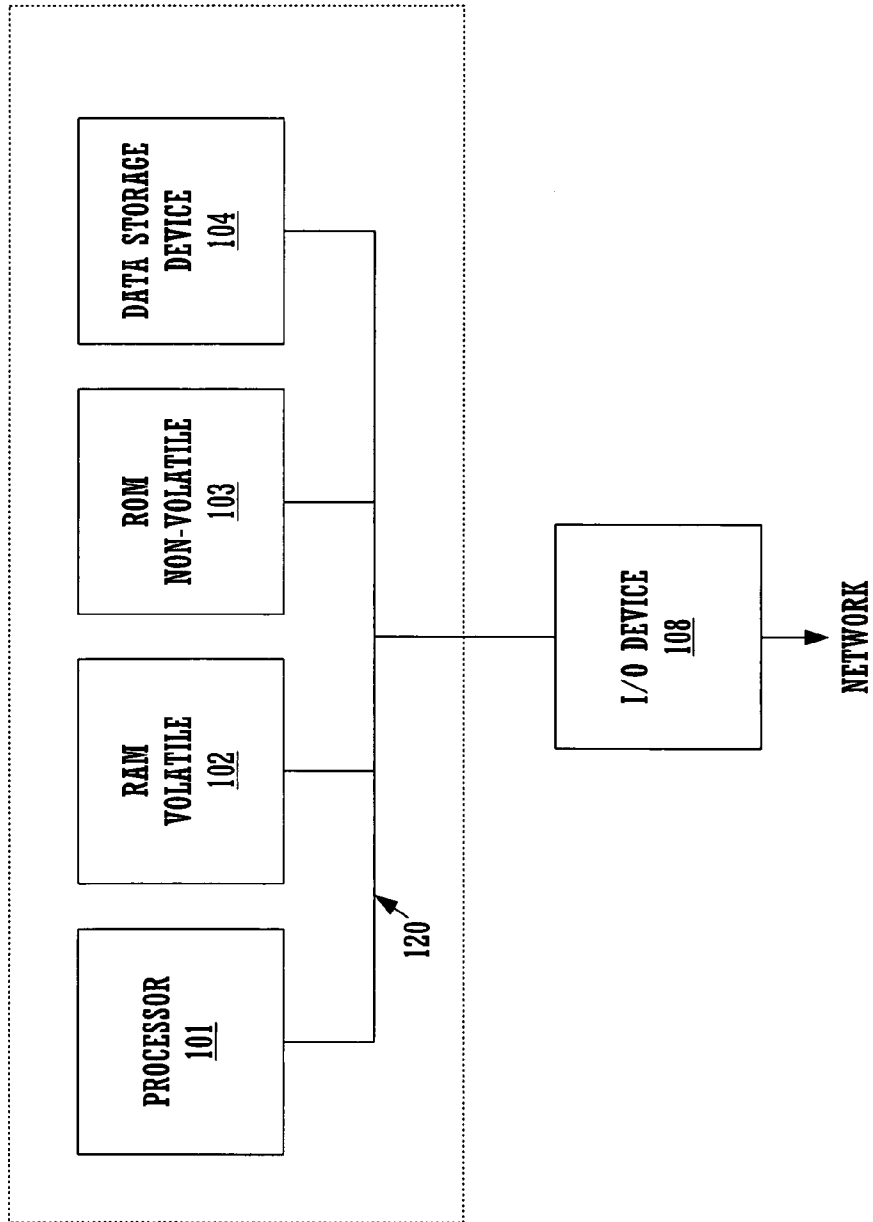 PROCESSOR
101
RAM
VOLATILE
102
ROM
NON-VOLATILE
103
DATA STORAGE
DEVICE
104
120
I/O DEVICE
108
NETWORK